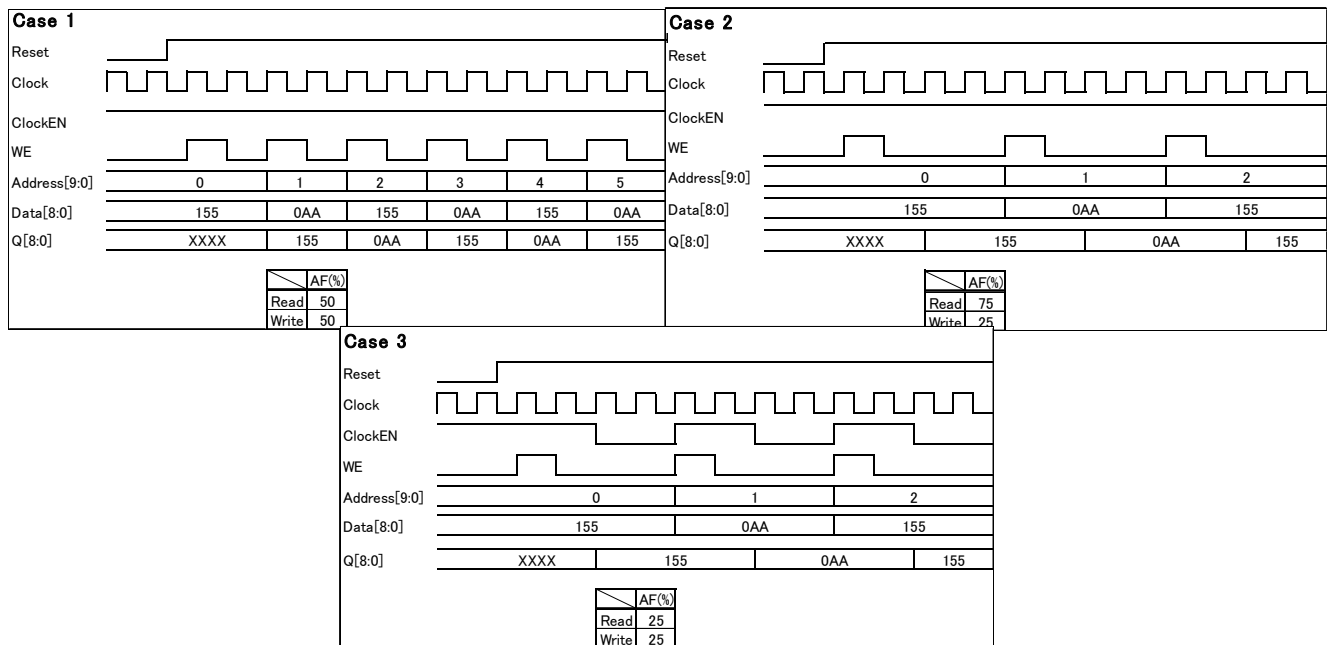 Case 1
Reset
Clock
ClockEN
WE
Address[9:0] 0 1 2 3 4 5
Data[8:0] 155 0AA 155 0AA 155 0AA
Q[8:0] XXXX 155 0AA 155 0AA 155
AF(%)
Read 50
Write 50
Case 2
Reset
Clock
ClockEN
WE
Address[9:0] 0 1 2
Data[8:0] 155 0AA 155
Q[8:0] XXXX 155 0AA 155
AF(%)
Read 75
Write 25
Case 3
Reset
Clock
ClockEN
WE
Address[9:0] 0 1 2
Data[8:0] 155 0AA 155
Q[8:0] XXXX 155 0AA 155
AF(%)
Read 25
Write 25